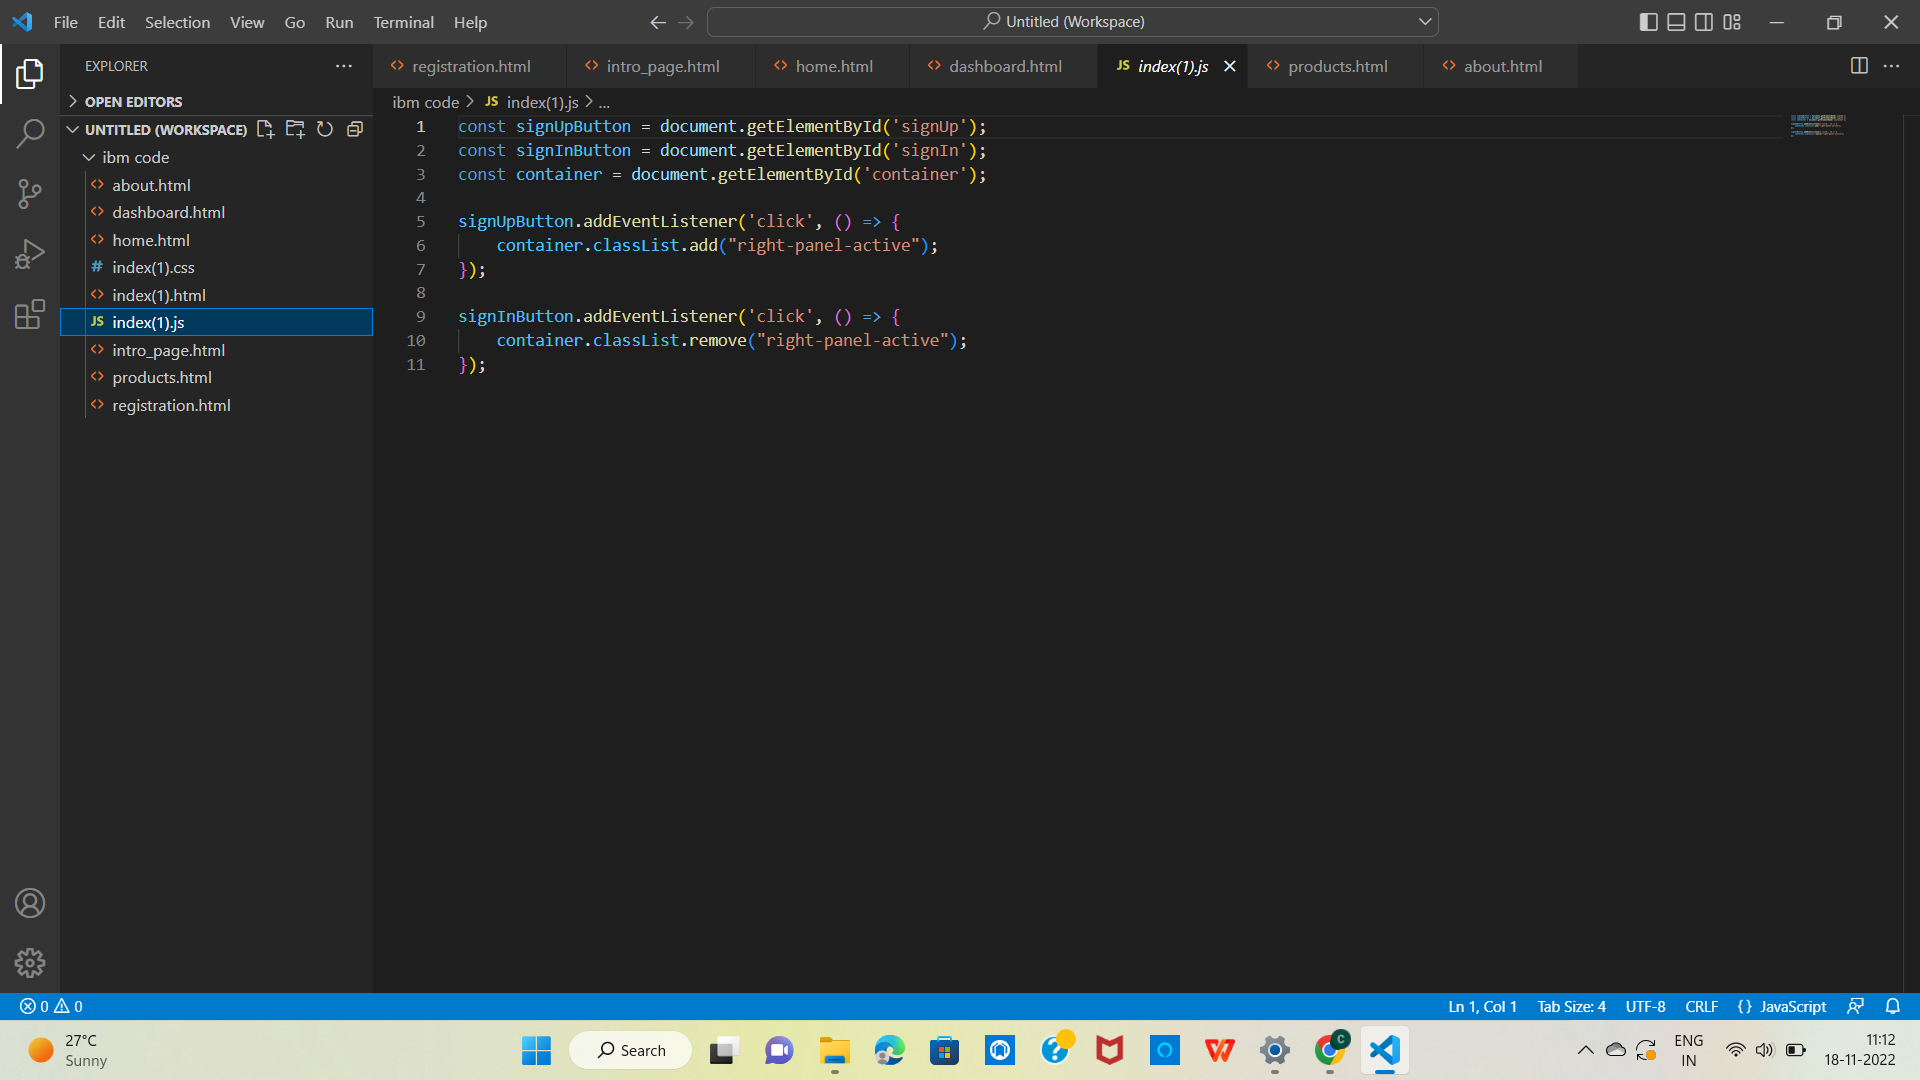 File Edit Selection View Go Run Terminal Help
Untitled (Workspace)
EXPLORER
registration.html
intro_page.html
home.html
dashboard.html
JS index(1).js
products.html
about.html
OPEN EDITORS
UNTITLED (WORKSPACE)
ibm code
about.html
dashboard.html
home.html
# index(1).css
index(1).html
JS index(1).js
intro_page.html
products.html
registration.html
ibm code > JS index(1).js > ...
1 const signUpButton = document.getElementById('signUp');
2 const signInButton = document.getElementById('signIn');
3 const container = document.getElementById('container');
4
5 signUpButton.addEventListener('click', () => {
6 container.classList.add("right-panel-active");
7 });
8
9 signInButton.addEventListener('click', () => {
10 container.classList.remove("right-panel-active");
11 });
0 0
Ln 1, Col 1 Tab Size: 4 UTF-8 CRLF {} JavaScript
27°C
Sunny
Search
C
ENG
IN
11:12
18-11-2022